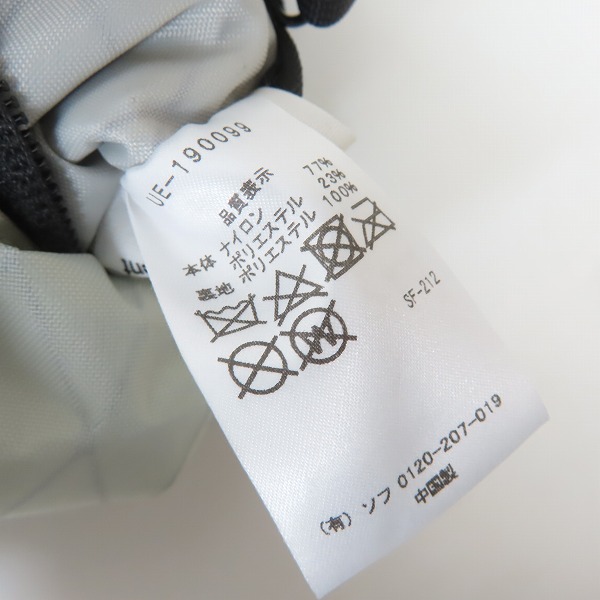 UE-190099
品質表示
本体 ナイロン 77%
ポリエステル 23%
裏地 ポリエステル 100%
SF-212
(有) ソフ 0120-207-019
中国製